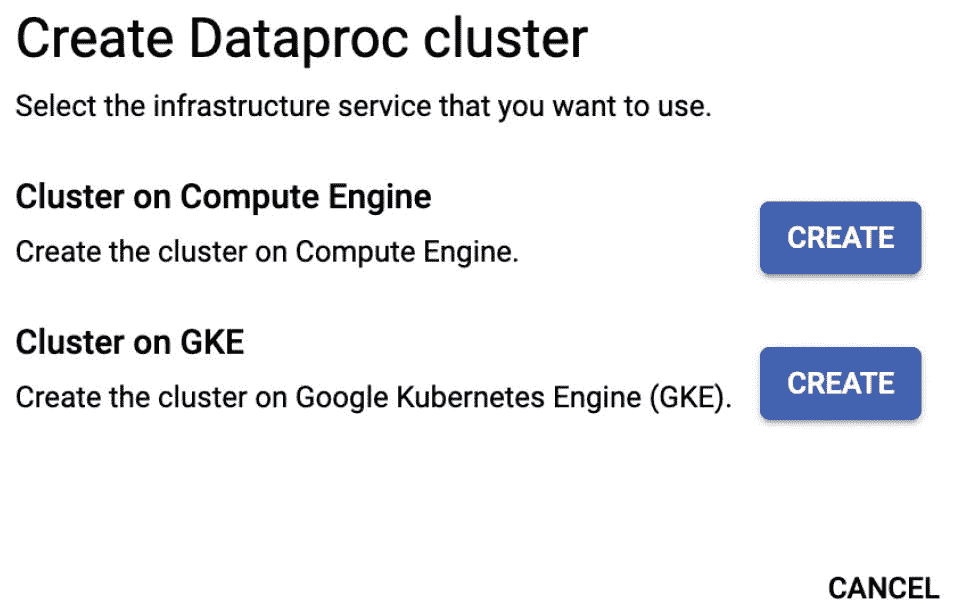 Create Dataproc cluster
Select the infrastructure service that you want to use.
Cluster on Compute Engine
Create the cluster on Compute Engine.
CREATE
Cluster on GKE
Create the cluster on Google Kubernetes Engine (GKE).
CREATE
CANCEL